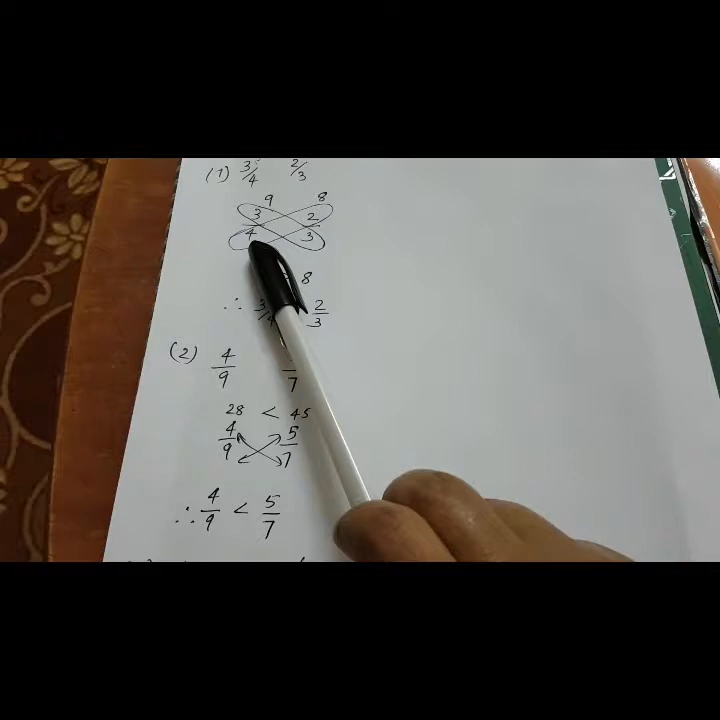 (1) 3/4 2/3
9 8
3/4 2/3
8
∴ 3/4 2/3
(2) 4/9 /7
28 < 45
4/9 5/7
∴ 4/9 < 5/7